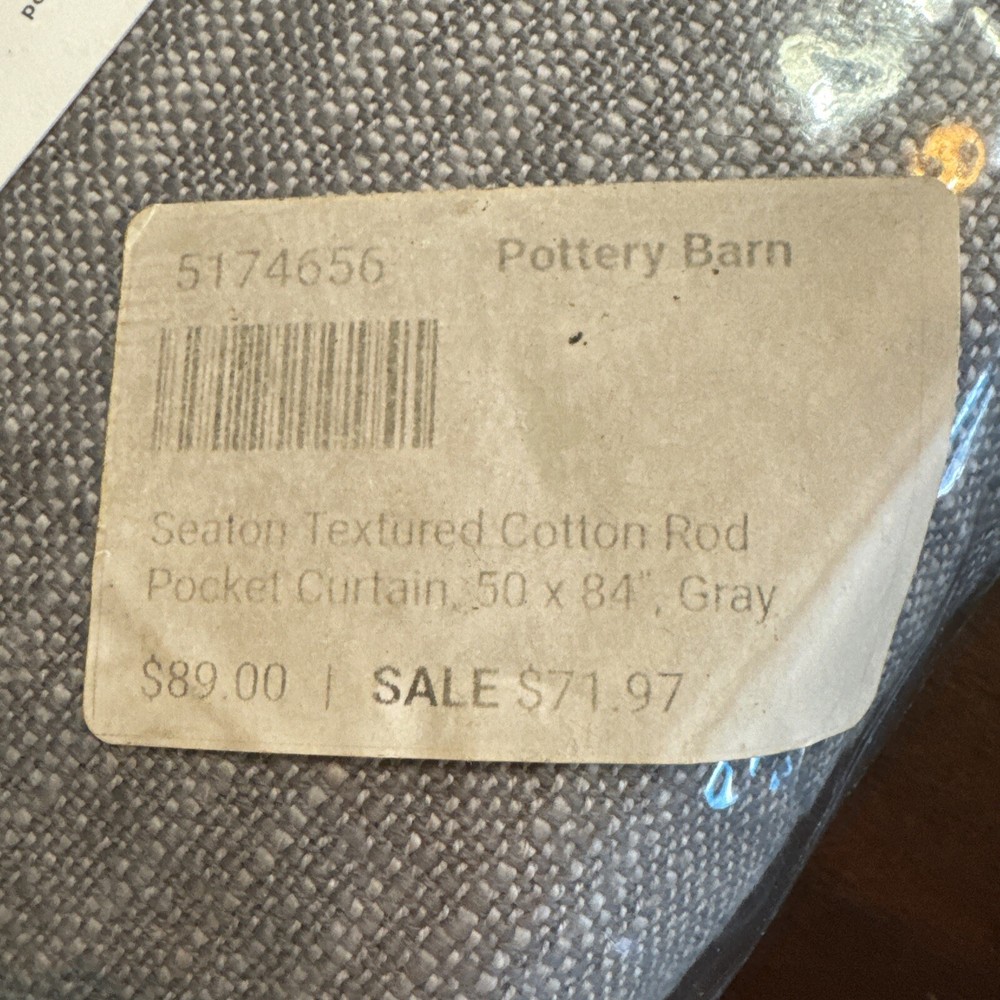 5174656
Pottery Barn
Seaton Textured Cotton Rod
Pocket Curtain, 50 x 84", Gray
$89.00 | SALE $71.97